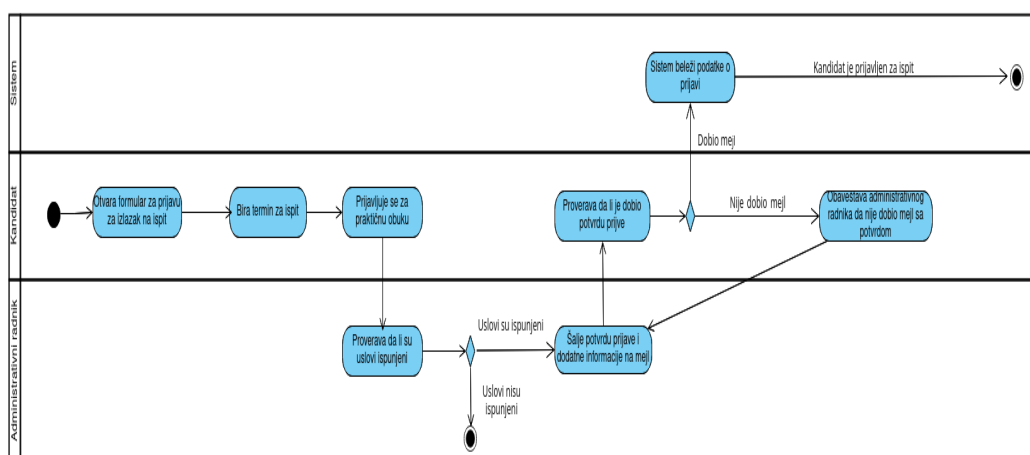 Sistem
Sistem beleži podatke o
prijavi
Kandidat je prijavljen za ispit
Dobio mejl
Kandidat
Otvara formular za prijavu
za izlazak na ispit
Bira termin za ispit
Prijavljuje se za
praktičnu obuku
Proverava da li je dobio
potvrdu prijve
Nije dobio mejl
Obaveštava administrativnog
radnika da nije dobio mejl sa
potvrdom
Administrativni radnik
Proverava da li su
uslovi ispunjeni
Uslovi su ispunjeni
Uslovi nisu
ispunjeni
Šalje potvrdu prijave i
dodatne informacije na mejl